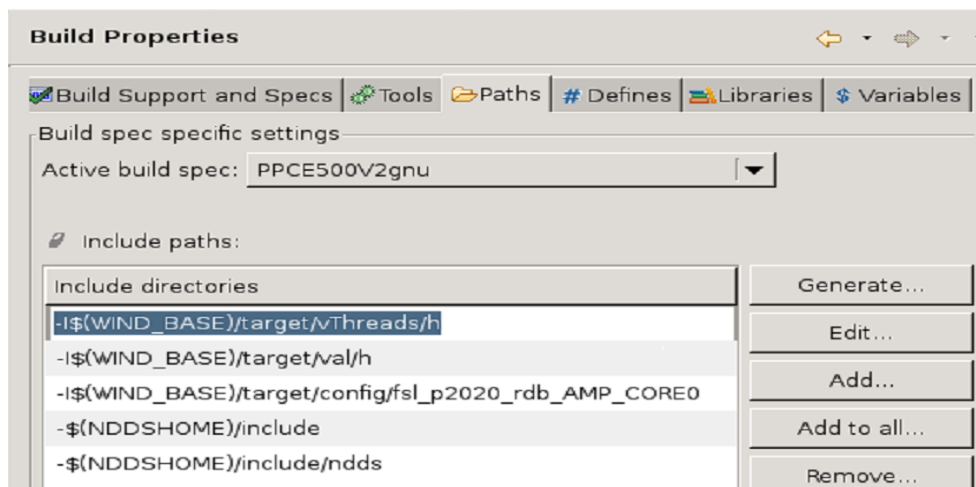 Build Properties
Build Support and Specs Tools Paths # Defines Libraries $ Variables
Build spec specific settings
Active build spec: PPCE500V2gnu
Include paths:
Include directories
Generate...
-I$(WIND_BASE)/target/vThreads/h
Edit...
-I$(WIND_BASE)/target/val/h
-I$(WIND_BASE)/target/config/fsl_p2020_rdb_AMP_CORE0
Add...
-$(NDDSHOME)/include
Add to all...
-$(NDDSHOME)/include/ndds
Remove...